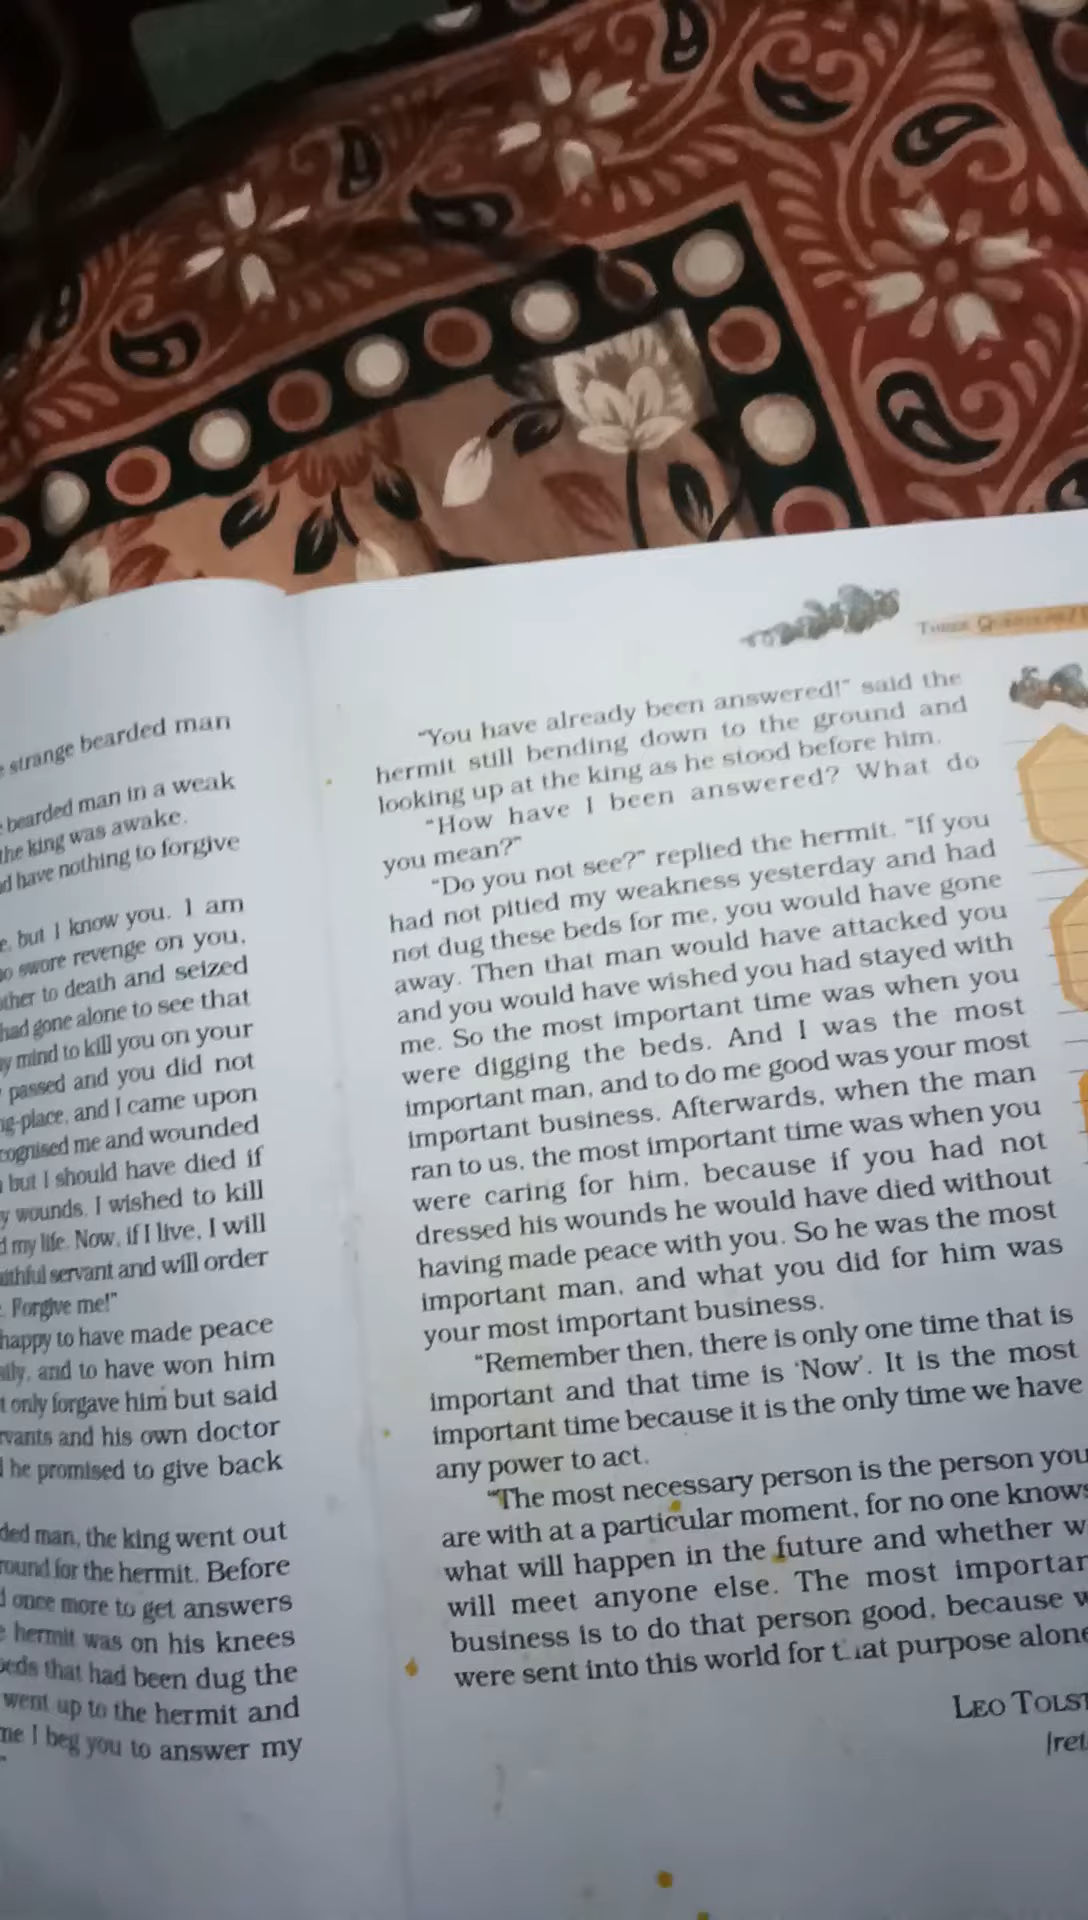 strange bearded man
bearded man in a weak
the king was awake.
have nothing to forgive
but I know you. I am
swore revenge on you,
to death and seized
had gone alone to see that
mind to kill you on your
passed and you did not
and I came upon
me and wounded
but I should have died if
wounds. I wished to kill
my life. Now, if I live, I will
servant and will order
Forgive me!"
happy to have made peace
and to have won him
only forgave him but said
and his own doctor
he promised to give back
man, the king went out
for the hermit. Before
once more to get answers
hermit was on his knees
that had been dug the
went up to the hermit and
I beg you to answer my
"You have already been answered!" said the
hermit still bending down to the ground and
looking up at the king as he stood before him.
"How have I been answered? What do
you mean?"
"Do you not see?" replied the hermit. "If you
had not pitied my weakness yesterday and had
not dug these beds for me, you would have gone
away. Then that man would have attacked you
and you would have wished you had stayed with
me. So the most important time was when you
were digging the beds. And I was the most
important man, and to do me good was your most
important business. Afterwards, when the man
ran to us, the most important time was when you
were caring for him, because if you had not
dressed his wounds he would have died without
having made peace with you. So he was the most
important man, and what you did for him was
your most important business.
"Remember then, there is only one time that is
important and that time is 'Now'. It is the most
important time because it is the only time we have
any power to act.
"The most necessary person is the person you
are with at a particular moment, for no one knows
what will happen in the future and whether
will meet anyone else. The most
business is to do that person good, because
were sent into this world for that purpose
LEO